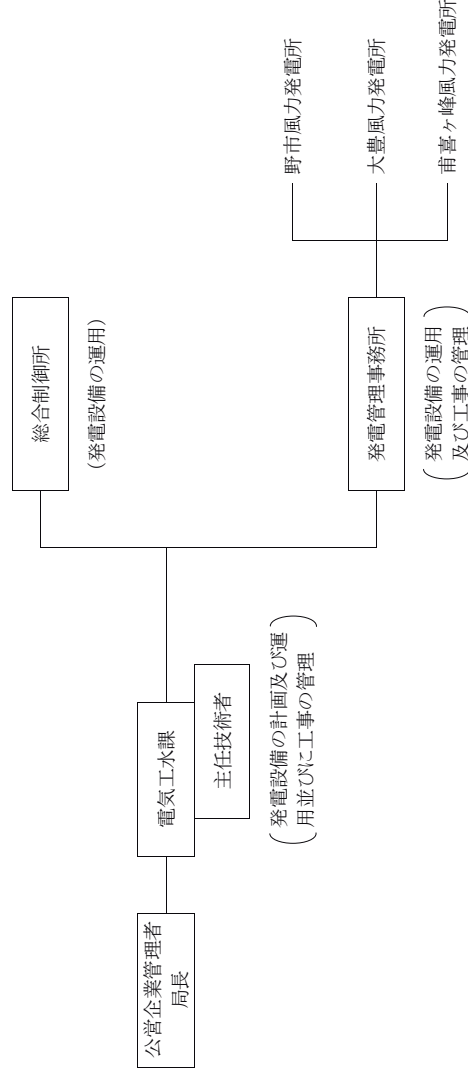 公営企業管理者
局長
電気工水課
主任技術者
(発電設備の計画及び運
用並びに工事の管理)
総合制御所
(発電設備の運用)
発電管理事務所
(発電設備の運用
及び工事の管理)
野市風力発電所
大豊風力発電所
甫喜ヶ峰風力発電所